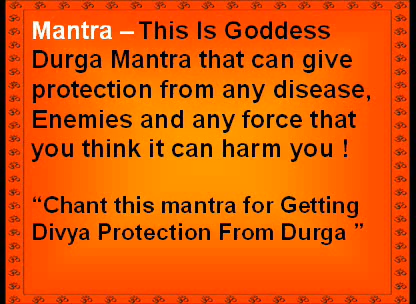 Mantra – This Is Goddess
Durga Mantra that can give
protection from any disease,
Enemies and any force that
you think it can harm you !
“Chant this mantra for Getting
Divya Protection From Durga ”